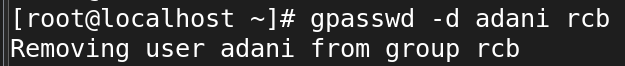 [root@localhost ~]# gpasswd -d adani rcb
Removing user adani from group rcb